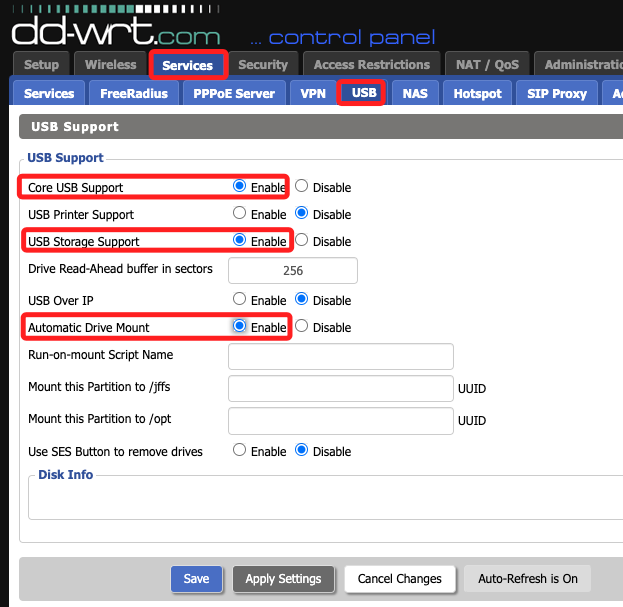 dd-wrt.com ... control panel
Setup Wireless Services Security Access Restrictions NAT / QoS Administratio
Services FreeRadius PPPoE Server VPN USB NAS Hotspot SIP Proxy A
USB Support
USB Support
Core USB Support Enable Disable
USB Printer Support Enable Disable
USB Storage Support Enable Disable
Drive Read-Ahead buffer in sectors 256
USB Over IP Enable Disable
Automatic Drive Mount Enable Disable
Run-on-mount Script Name
Mount this Partition to /jffs UUID
Mount this Partition to /opt UUID
Use SES Button to remove drives Enable Disable
Disk Info
Save Apply Settings Cancel Changes Auto-Refresh is On